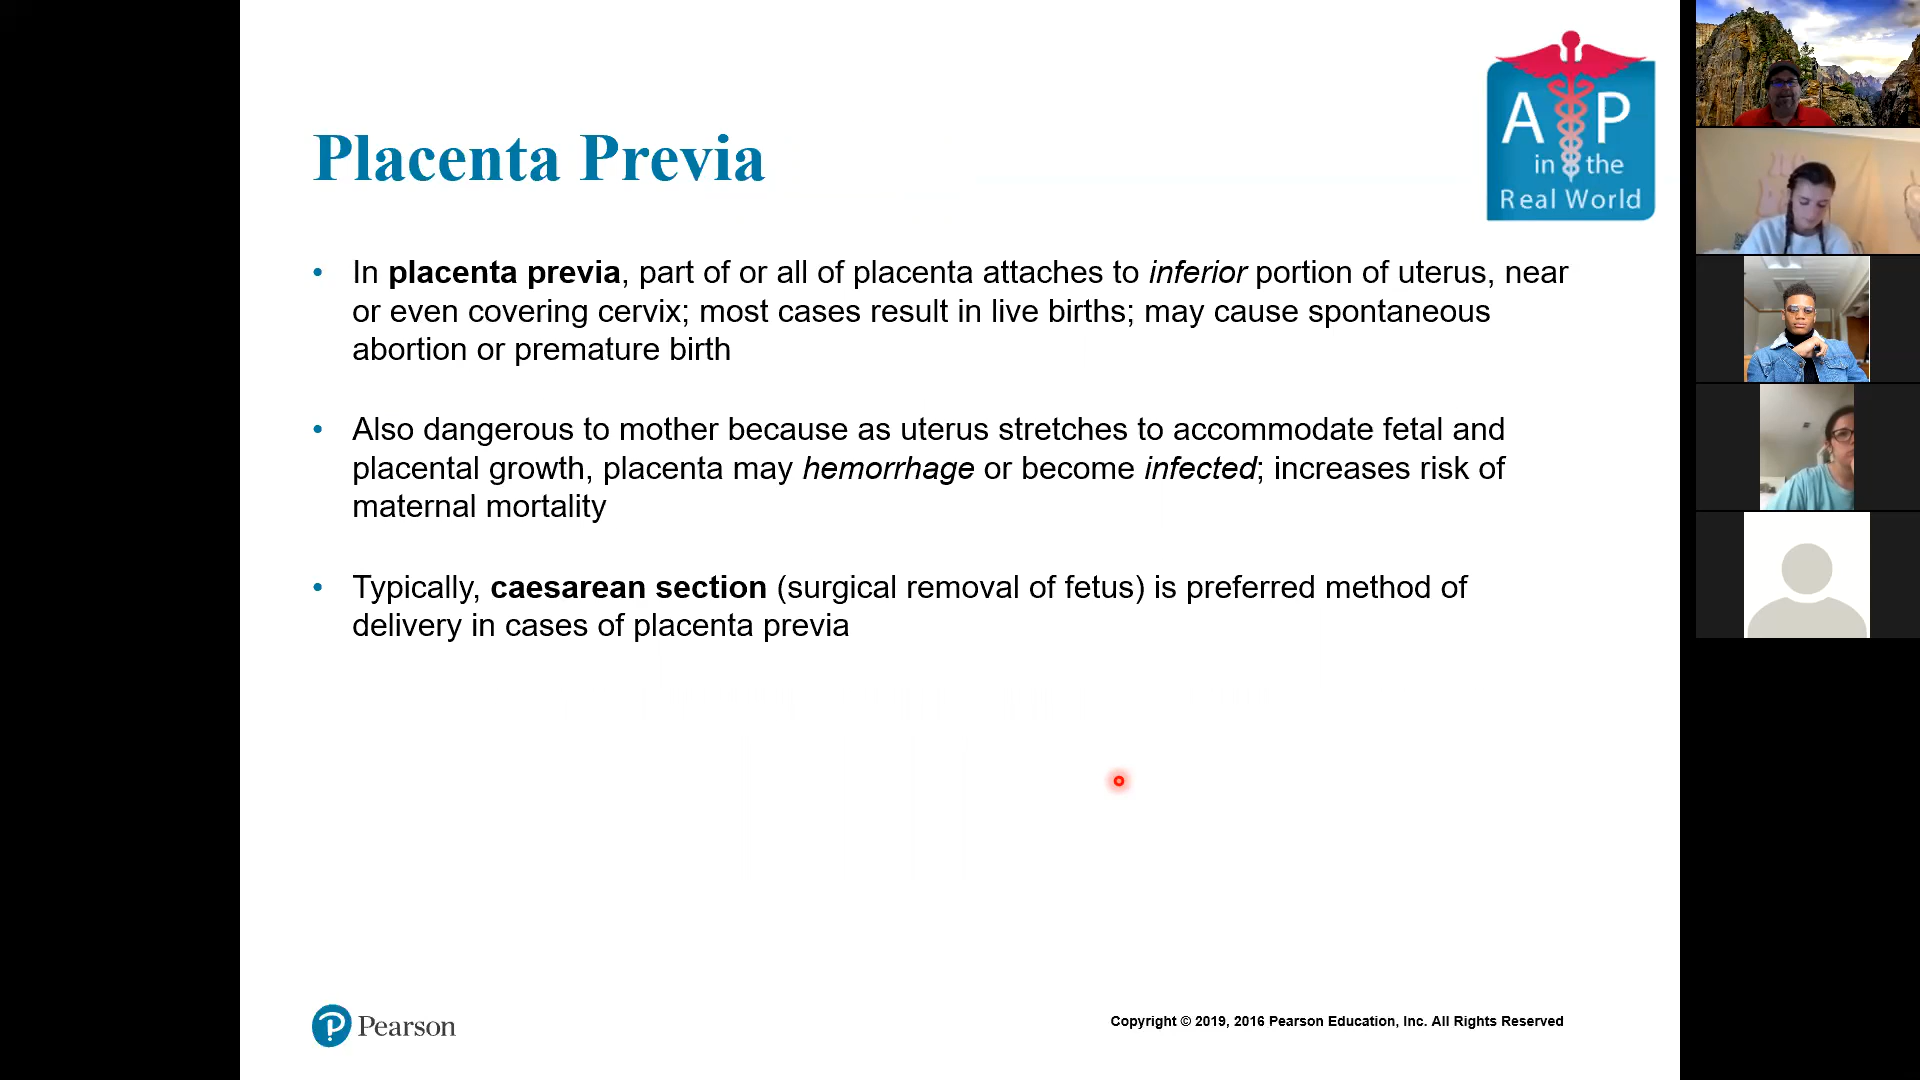 A P
in the
Real World
Placenta Previa
• In placenta previa, part of or all of placenta attaches to inferior portion of uterus, near
or even covering cervix; most cases result in live births; may cause spontaneous
abortion or premature birth
• Also dangerous to mother because as uterus stretches to accommodate fetal and
placental growth, placenta may hemorrhage or become infected; increases risk of
maternal mortality
• Typically, caesarean section (surgical removal of fetus) is preferred method of
delivery in cases of placenta previa
Pearson
Copyright © 2019, 2016 Pearson Education, Inc. All Rights Reserved